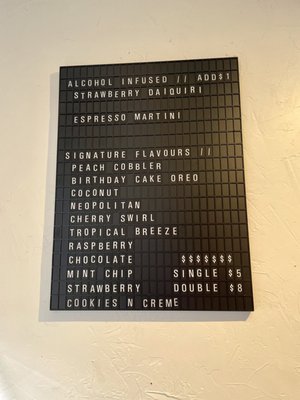 ALCOHOL INFUSED // ADD$1
STRAWBERRY DAIQUIRI
ESPRESSO MARTINI
SIGNATURE FLAVOURS //
PEACH COBBLER
BIRTHDAY CAKE OREO
COCONUT
NEOPOLITAN
CHERRY SWIRL
TROPICAL BREEZE
RASPBERRY
CHOCOLATE $$$$$$$
MINT CHIP SINGLE $5
STRAWBERRY DOUBLE $8
COOKIES N CREME